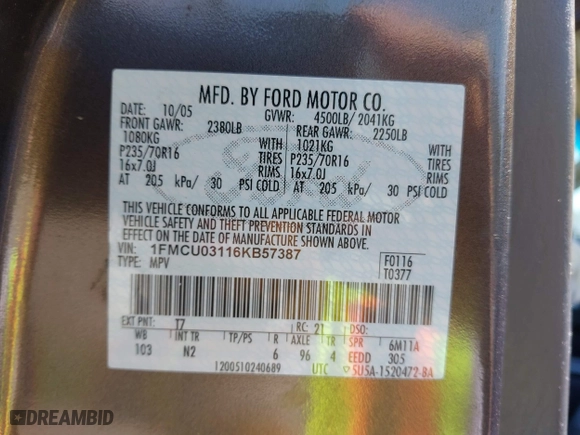 MFD. BY FORD MOTOR CO.
DATE: 10/05 GVWR: 4500LB/ 2041KG
FRONT GAWR: 2380LB REAR GAWR: 2250LB
1080KG WITH 1021KG WITH
P235/70R16 TIRES P235/70R16 TIRES
16x7.0J RIMS 16x7.0J RIMS
AT 205 kPa/ 30 PSI COLD AT 205 kPa/ 30 PSI COLD
THIS VEHICLE CONFORMS TO ALL APPLICABLE FEDERAL MOTOR
VEHICLE SAFETY AND THEFT PREVENTION STANDARDS IN
EFFECT ON THE DATE OF MANUFACTURE SHOWN ABOVE.
VIN: 1FMCU03116KB57387 F0116
TYPE: MPV T0377
EXT PNT: T7 RC: 21 DSO:
WB INT TR TP/PS R AXLE TR SPR 6M11A
103 N2 6 96 4 EEDD 305
1200510240689 UTC 5U5A-1520472-BA
Ford
DREAMBID